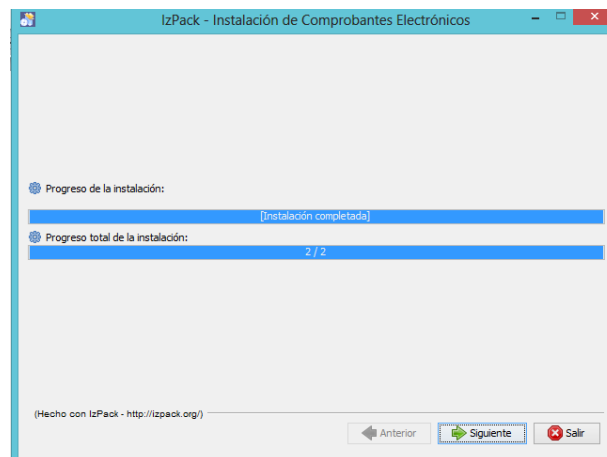 IzPack - Instalación de Comprobantes Electrónicos
Progreso de la instalación:
[Instalación completada]
Progreso total de la instalación:
2 / 2
(Hecho con IzPack - http://izpack.org/)
Anterior
Siguiente
Salir